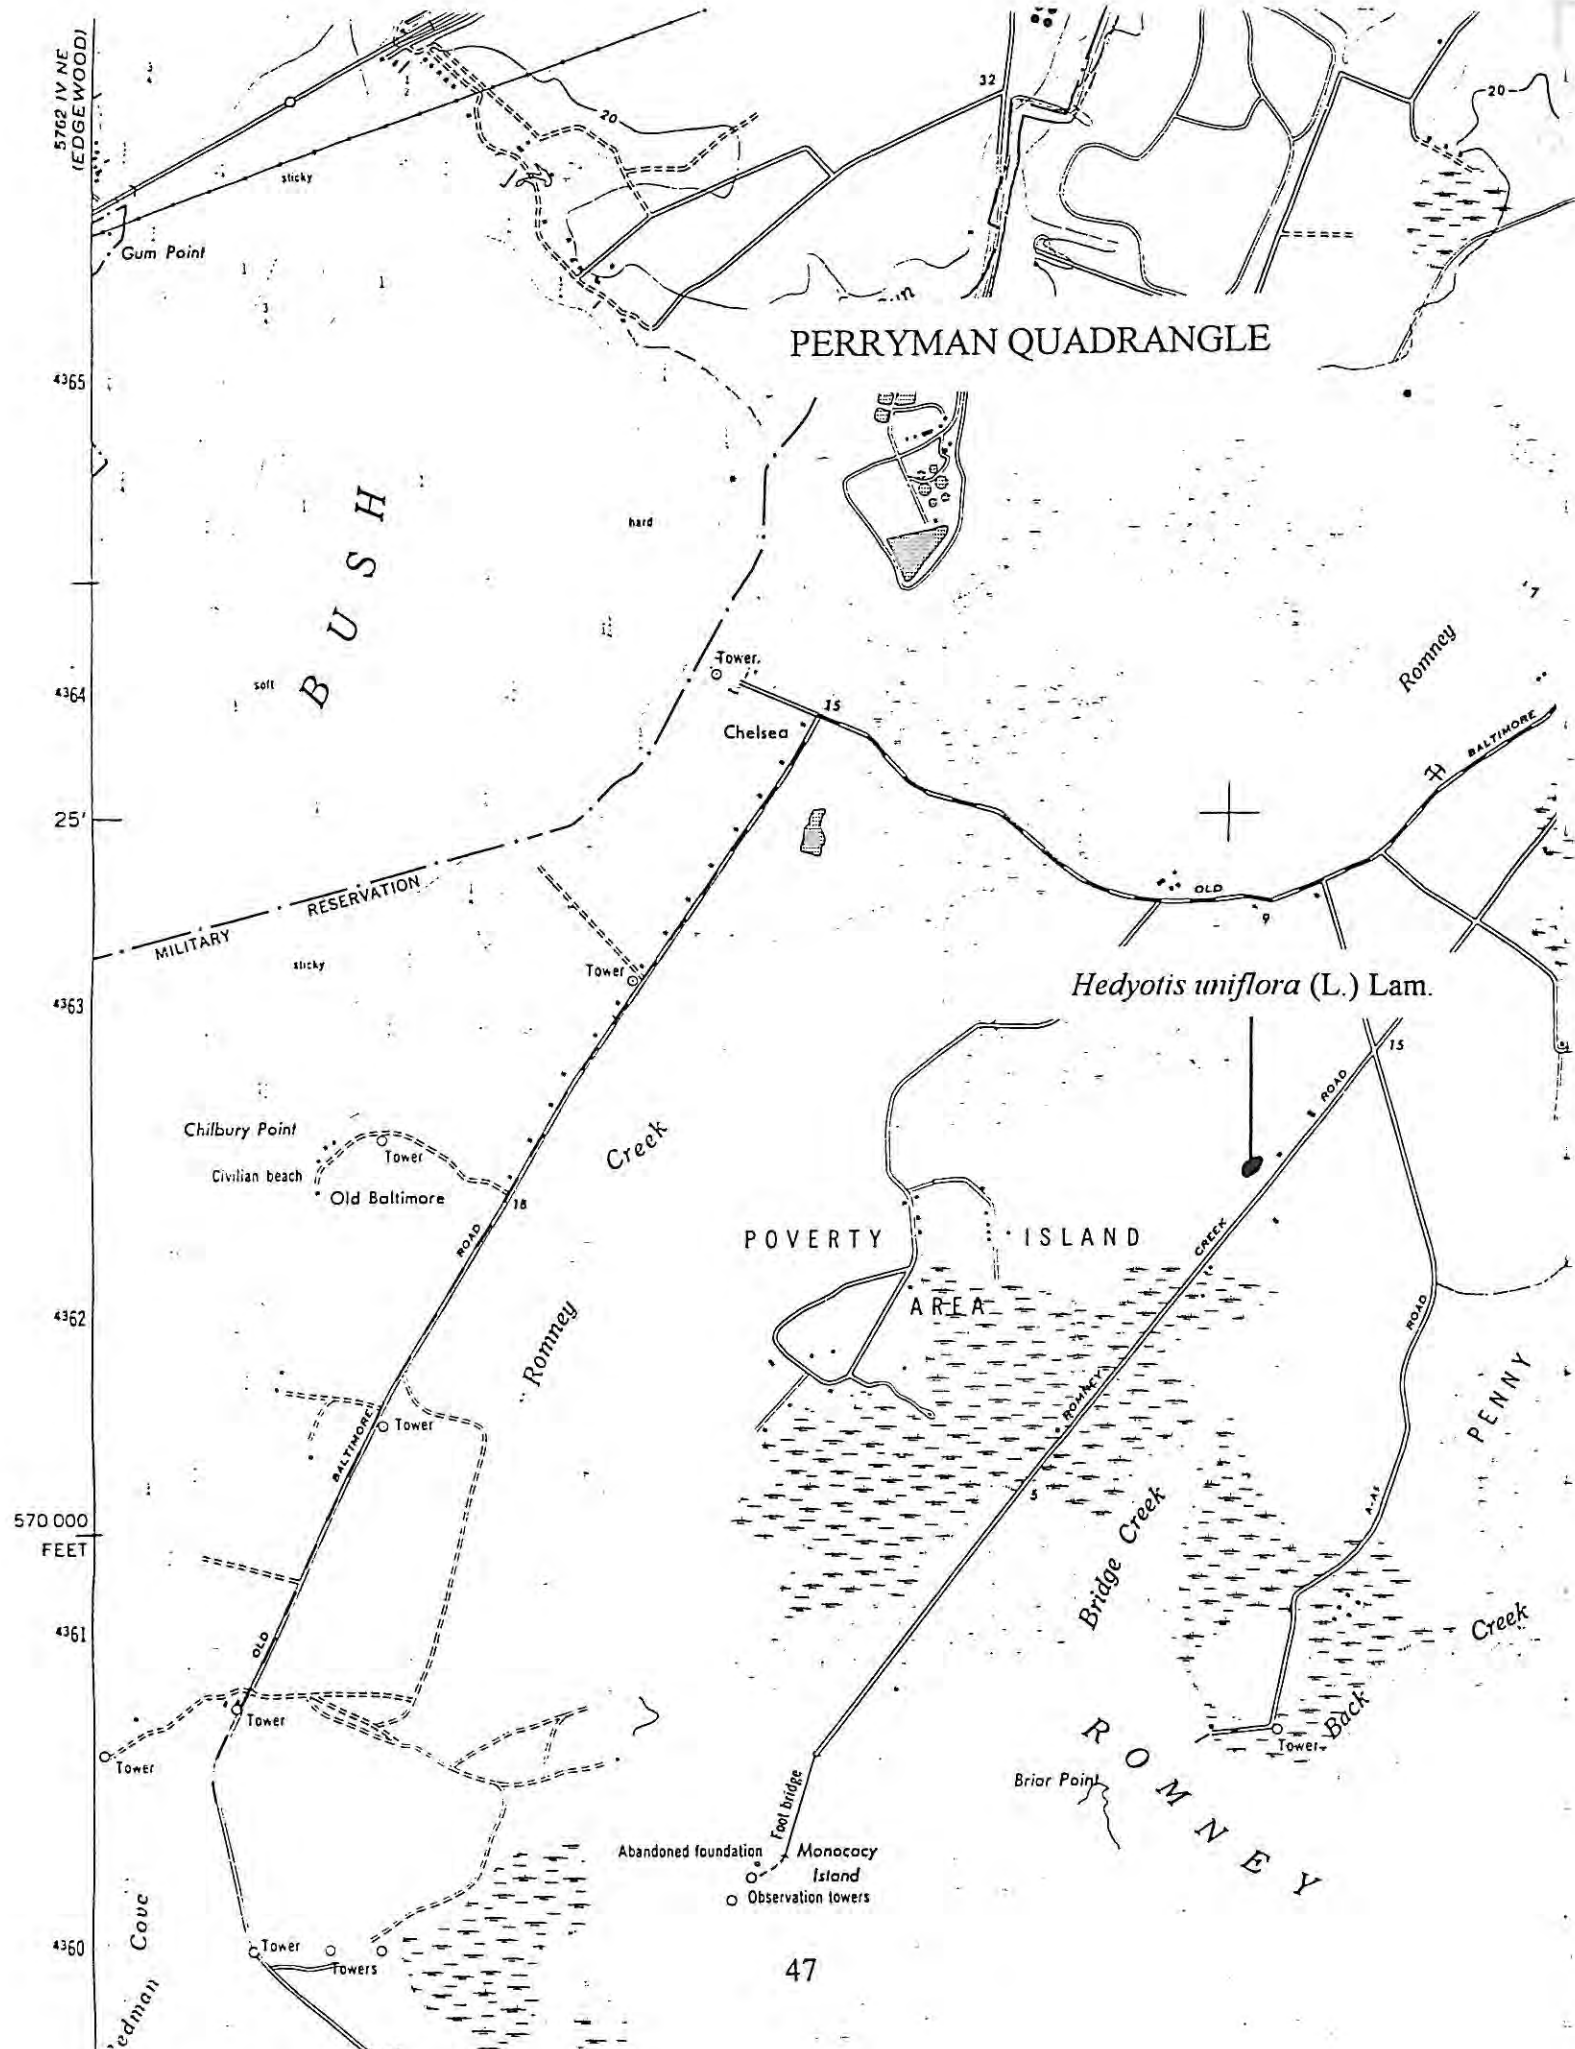 5762 IV NE
(EDGEWOOD)
20
32
20
sticky
Gum Point
PERRYMAN QUADRANGLE
4365
BUSH
hard
7
Romney
Tower
soft
4364
15
Chelsea
BALTIMORE
25'
OLD
9
MILITARY RESERVATION
sticky
Tower
4363
Hedyotis uniflora (L.) Lam.
15
ROAD
Chilbury Point
Creek
Tower
Civilian beach
Old Baltimore
18
ROAD
POVERTY ISLAND
CREEK
AREA
4362
ROAD
Romney
PENNY
ROMNEY
BALTIMORE
Tower
5
Bridge Creek
570 000
FEET
4361
Creek
OLD
Tower
Back
Tower
Tower
ROMNEY
Briar Point
Foot bridge
Abandoned foundation
Monocacy
Island
Observation towers
Cove
4360
Tower
Towers
47